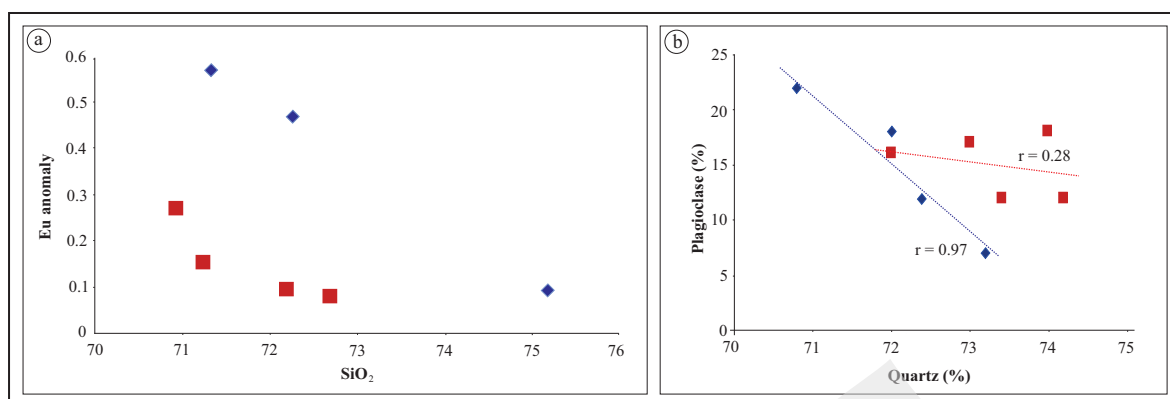 a
0.6
0.5
0.4
0.3
0.2
0.1
0
Eu anomaly
70 71 72 73 74 75 76
SiO₂
b
25
20
15
10
5
0
Plagioclase (%)
r = 0.28
r = 0.97
70 71 72 73 74 75
Quartz (%)